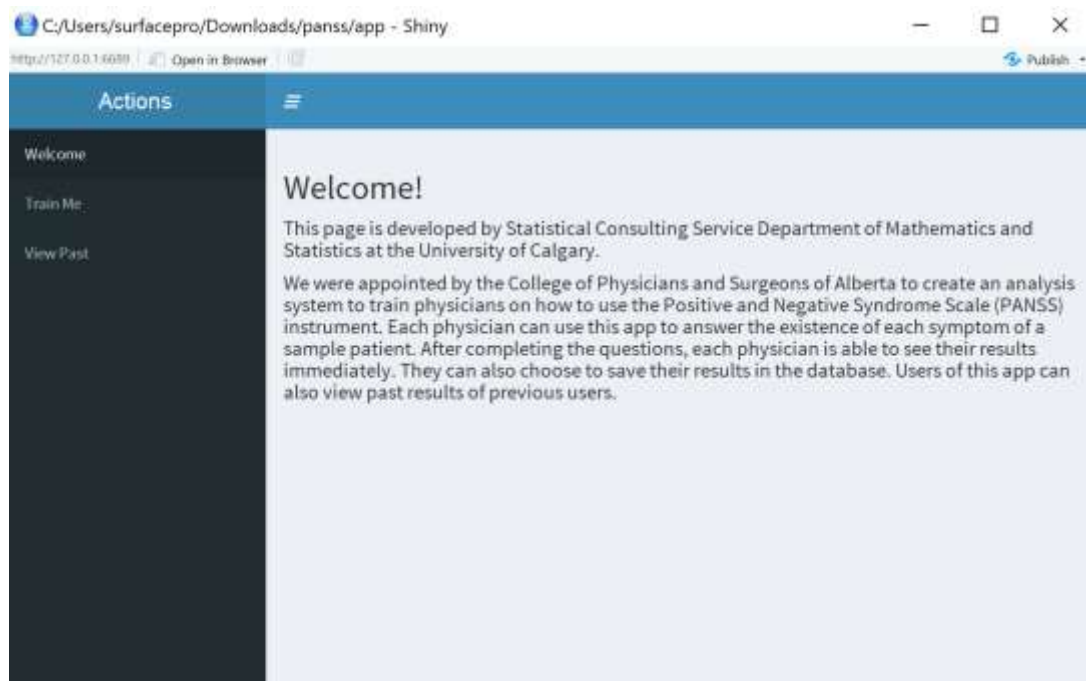 C:/Users/surfacepro/Downloads/panss/app - Shiny
Open in Browser
Publish
Actions
Welcome
Train Me
View Past
Welcome!
This page is developed by Statistical Consulting Service Department of Mathematics and
Statistics at the University of Calgary.
We were appointed by the College of Physicians and Surgeons of Alberta to create an analysis
system to train physicians on how to use the Positive and Negative Syndrome Scale (PANSS)
instrument. Each physician can use this app to answer the existence of each symptom of a
sample patient. After completing the questions, each physician is able to see their results
immediately. They can also choose to save their results in the database. Users of this app can
also view past results of previous users.